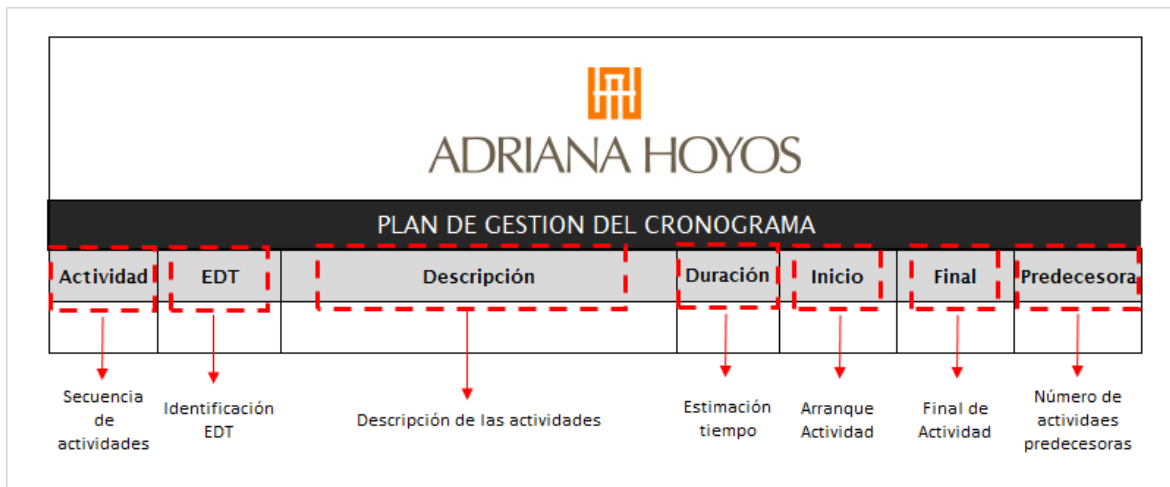 ADRIANA HOYOS
PLAN DE GESTION DEL CRONOGRAMA
Actividad EDT Descripción Duración Inicio Final Predecesora
Secuencia
de
actividades
Identificación
EDT
Descripción de las actividades
Estimación
tiempo
Arranque
Actividad
Final de
Actividad
Número de
actividaes
predecesoras